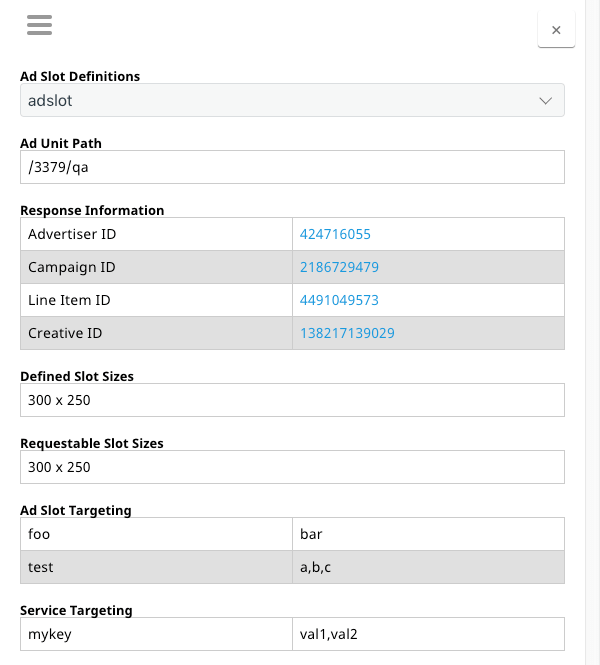 ×
Ad Slot Definitions
adslot
Ad Unit Path
/3379/qa
Response Information
Advertiser ID 424716055
Campaign ID 2186729479
Line Item ID 4491049573
Creative ID 138217139029
Defined Slot Sizes
300 x 250
Requestable Slot Sizes
300 x 250
Ad Slot Targeting
foo bar
test a,b,c
Service Targeting
mykey val1,val2